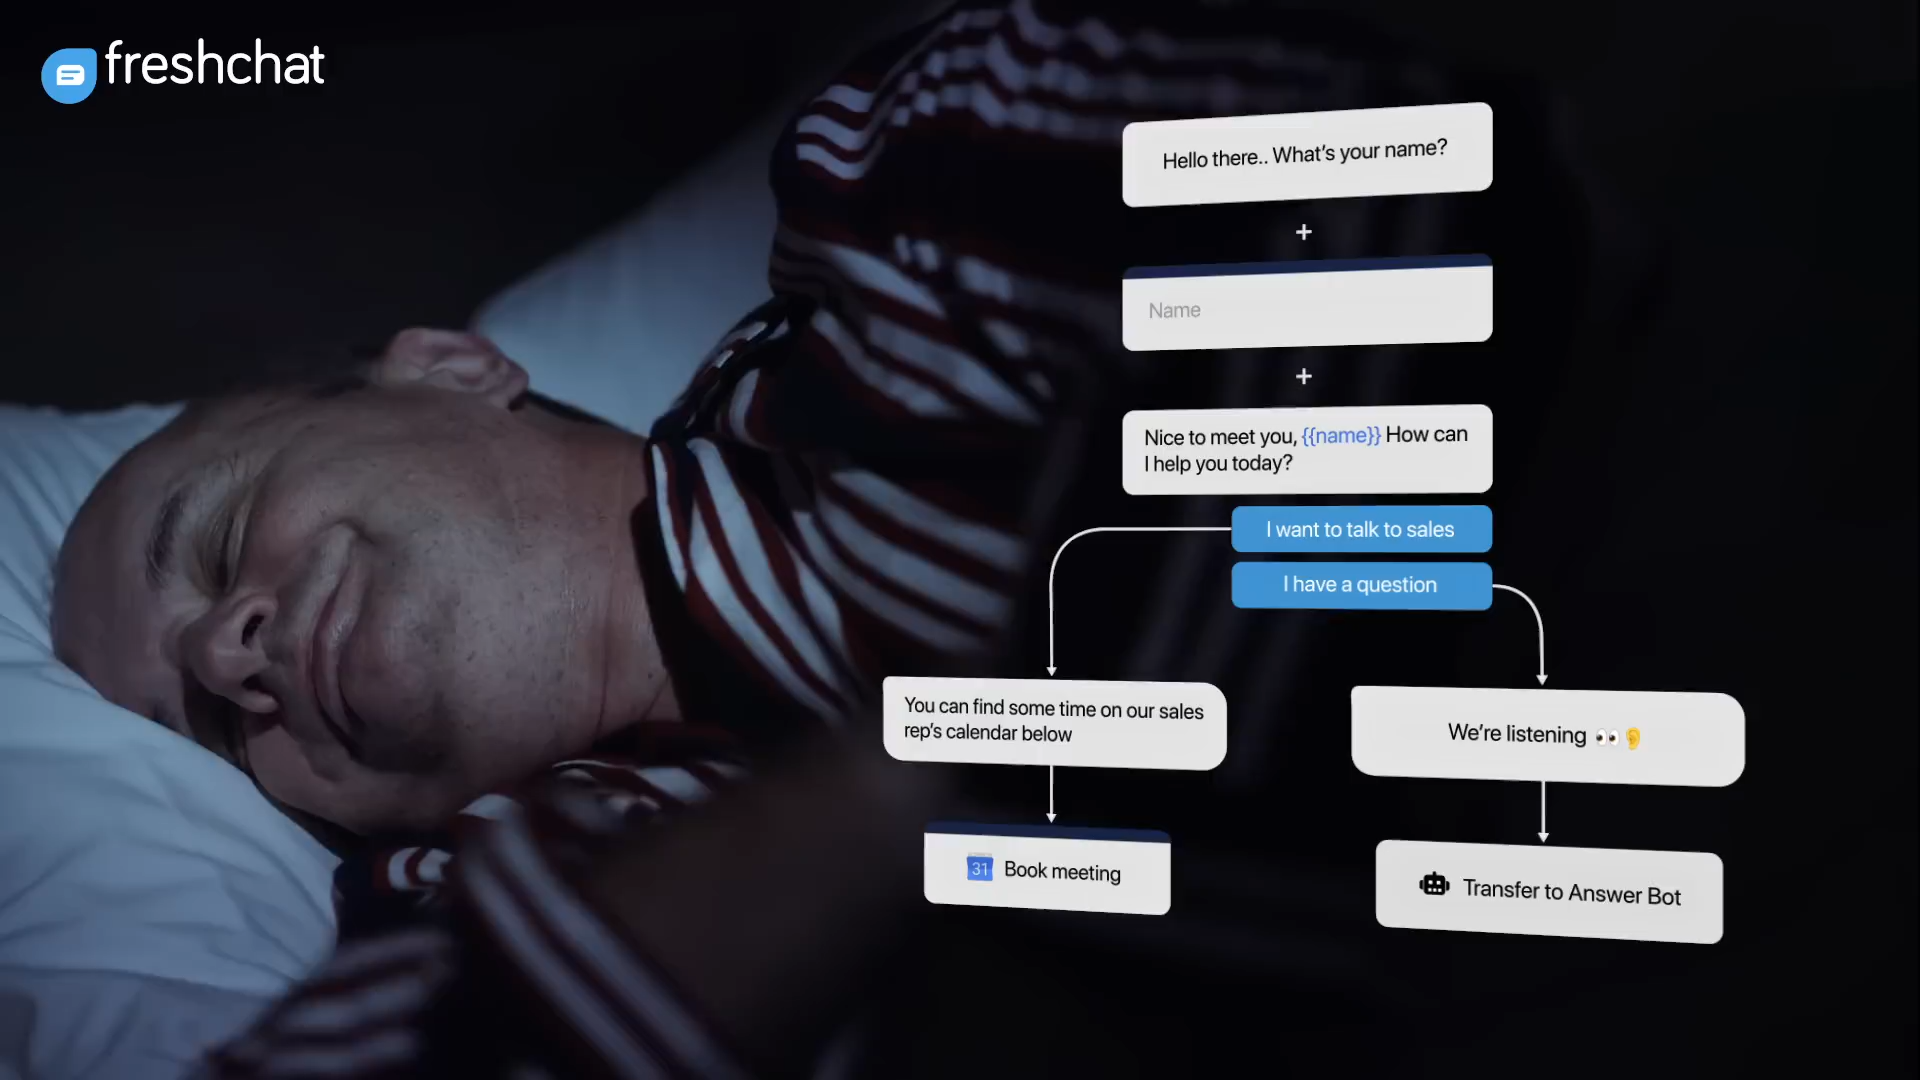 freshchat
Hello there.. What's your name?
+
Name
+
Nice to meet you, {{name}} How can
I help you today?
I want to talk to sales
I have a question
You can find some time on our sales
rep's calendar below
We're listening 👀👂
31 Book meeting
Transfer to Answer Bot